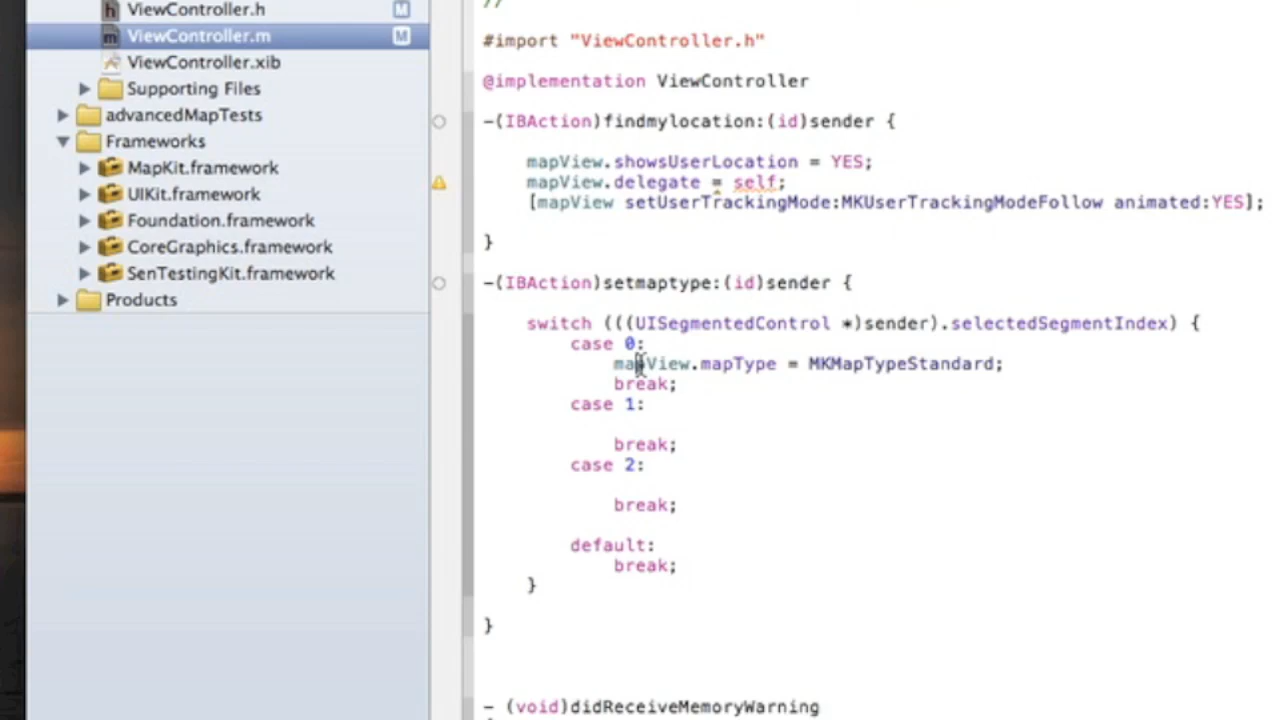 ViewController.h
M
ViewController.m
M
ViewController.xib
Supporting Files
advancedMapTests
Frameworks
MapKit.framework
UIKit.framework
Foundation.framework
CoreGraphics.framework
SenTestingKit.framework
Products
//
#import "ViewController.h"
@implementation ViewController
-(IBAction)findmylocation:(id)sender {
mapView.showsUserLocation = YES;
mapView.delegate = self;
[mapView setUserTrackingMode:MKUserTrackingModeFollow animated:YES];
}
-(IBAction)setmaptype:(id)sender {
switch (((UISegmentedControl *)sender).selectedSegmentIndex) {
case 0:
mapView.mapType = MKMapTypeStandard;
break;
case 1:
break;
case 2:
break;
default:
break;
}
}
- (void)didReceiveMemoryWarning